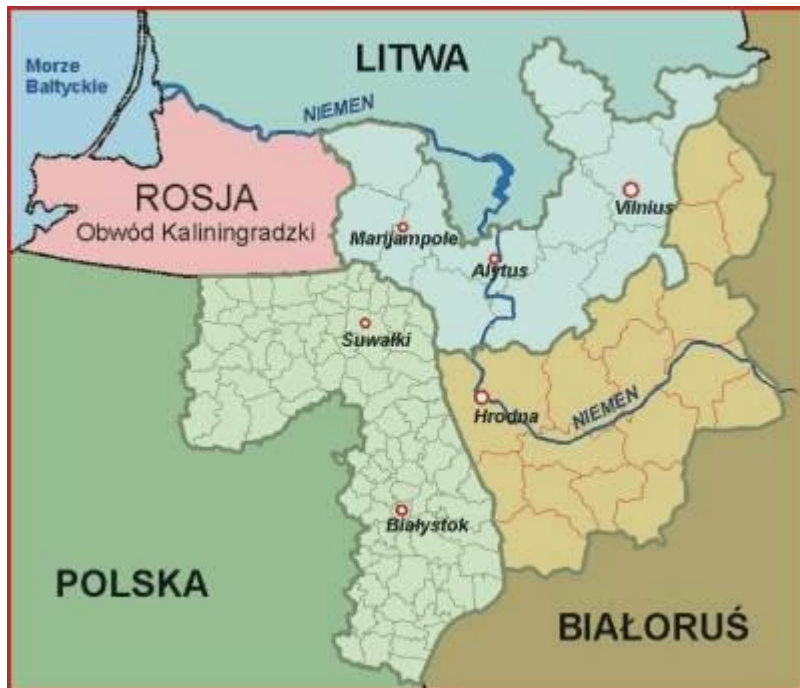 LITWA
Morze
Bałtyckie
NIEMEN
ROSJA
Obwód Kaliningradzki
Vilnius
Marijampole
Alytus
Suwałki
Hrodna
NIEMEN
Białystok
POLSKA
BIAŁORUŚ